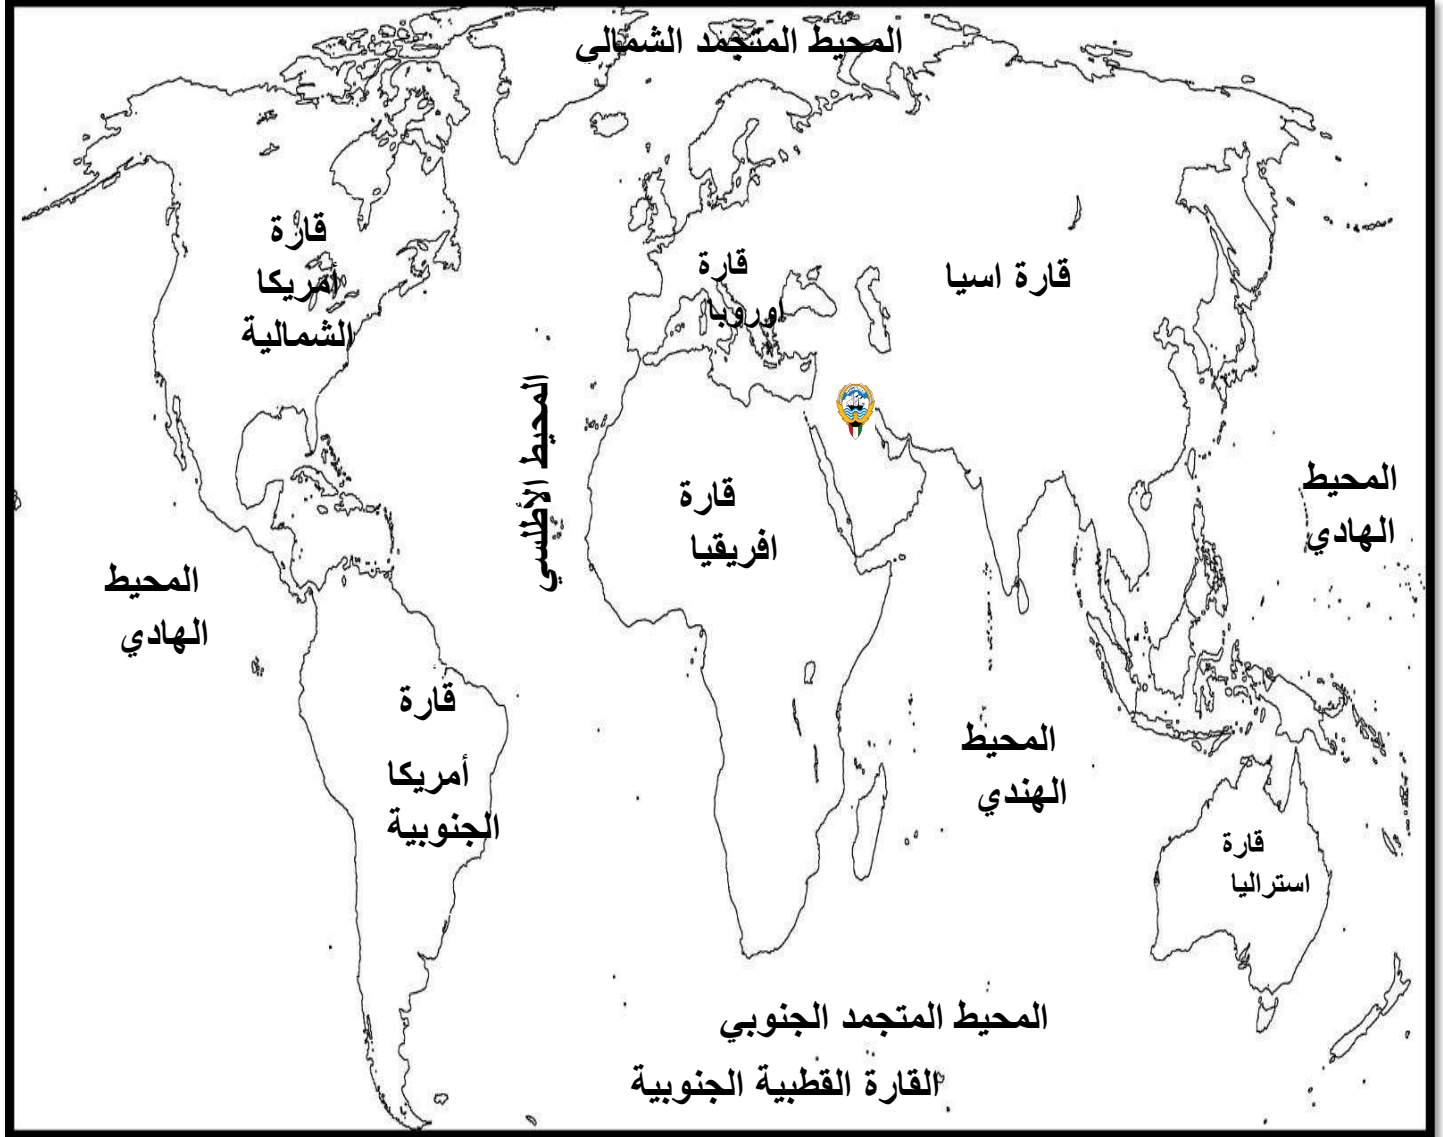 المحيط المتجمد الشمالي
قارة
أمريكا
الشمالية
قارة
اوروبا
قارة اسيا
المحيط الأطلسي
قارة
افريقيا
المحيط
الهادي
المحيط
الهادي
قارة
أمريكا
الجنوبية
المحيط
الهندي
قارة
استراليا
المحيط المتجمد الجنوبي
القارة القطبية الجنوبية